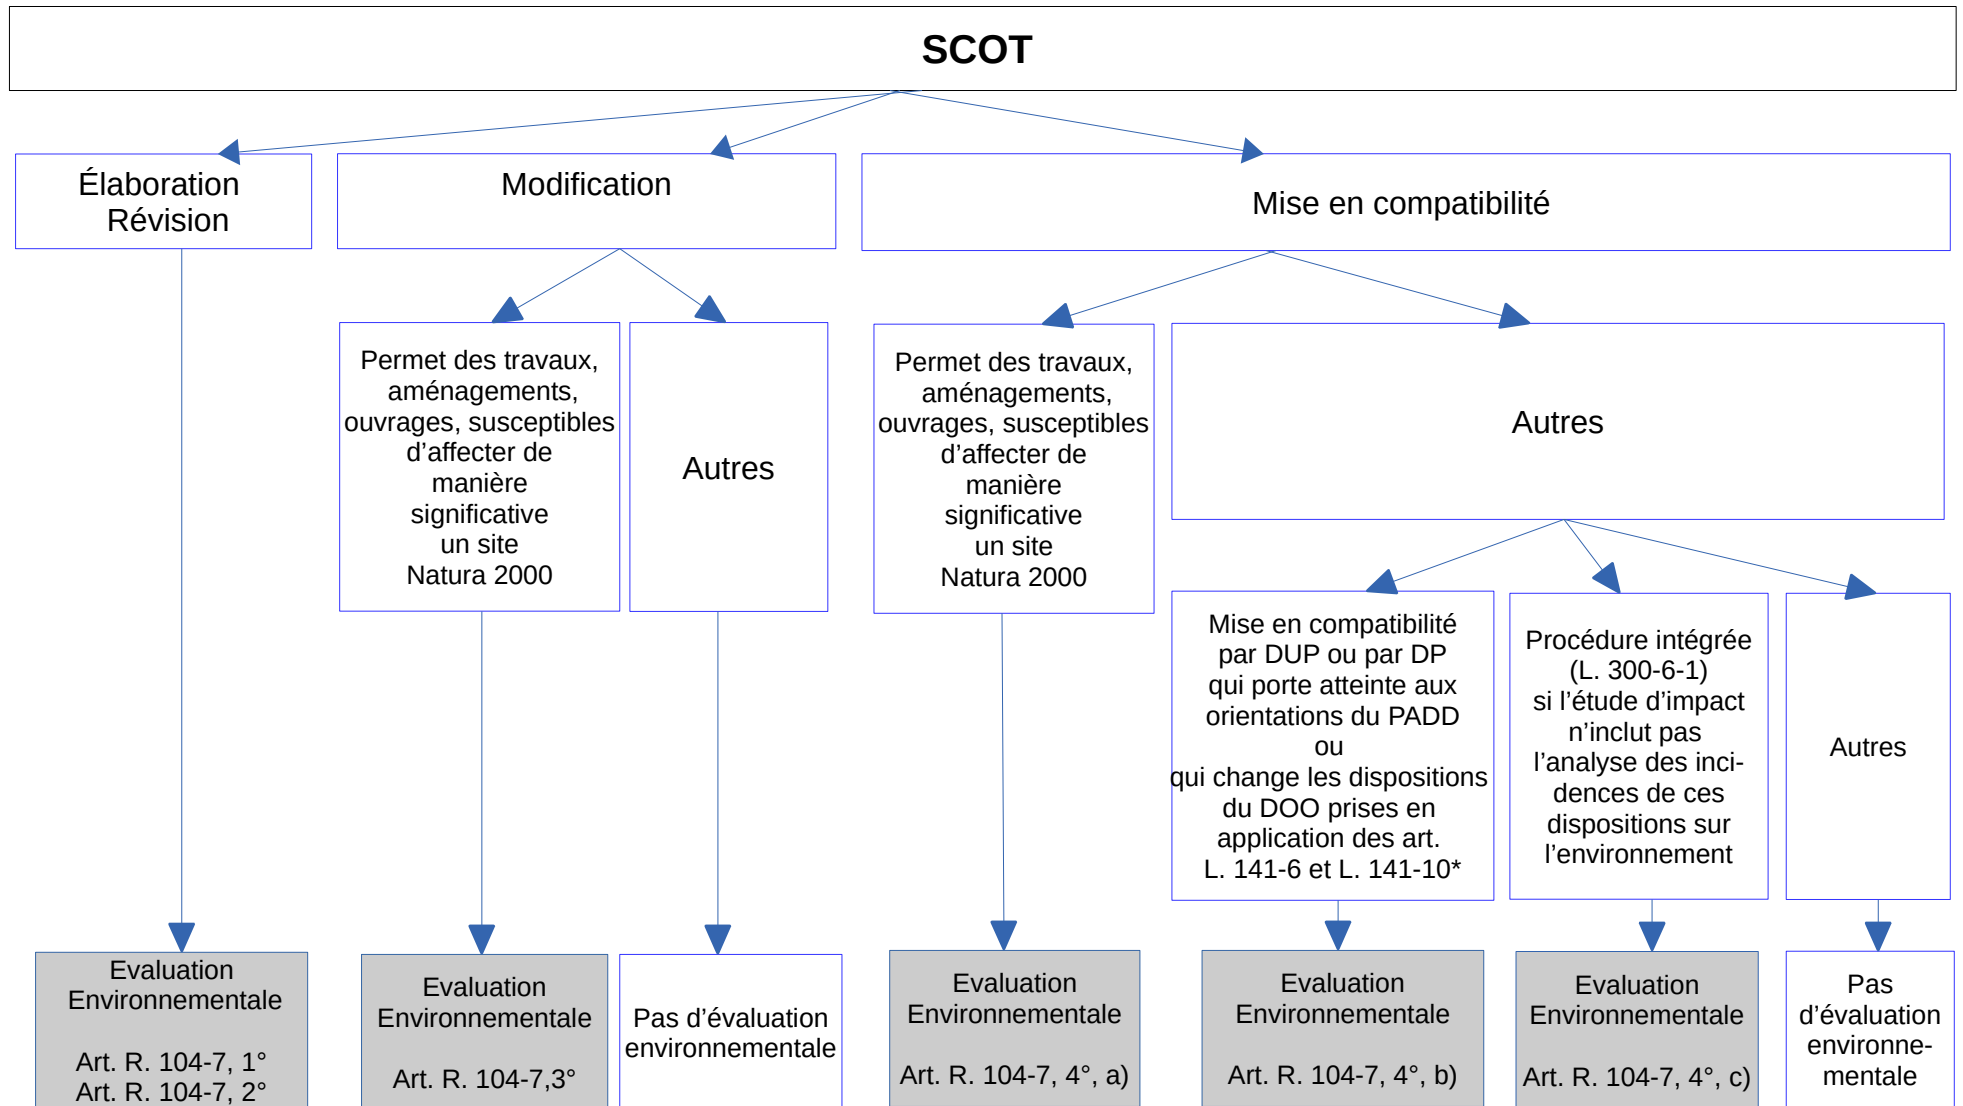 SCOT
Élaboration
Révision
Modification
Mise en compatibilité
Permet des travaux,
aménagements,
ouvrages, susceptibles
d’affecter de
manière
significative
un site
Natura 2000
Autres
Permet des travaux,
aménagements,
ouvrages, susceptibles
d’affecter de
manière
significative
un site
Natura 2000
Autres
Mise en compatibilité
par DUP ou par DP
qui porte atteinte aux
orientations du PADD
ou
qui change les dispositions
du DOO prises en
application des art.
L. 141-6 et L. 141-10*
Procédure intégrée
(L. 300-6-1)
si l’étude d’impact
n’inclut pas
l’analyse des inci-
dences de ces
dispositions sur
l’environnement
Autres
Evaluation
Environnementale
Art. R. 104-7, 1°
Art. R. 104-7, 2°
Evaluation
Environnementale
Art. R. 104-7,3°
Pas d’évaluation
environnementale
Evaluation
Environnementale
Art. R. 104-7, 4°, a)
Evaluation
Environnementale
Art. R. 104-7, 4°, b)
Evaluation
Environnementale
Art. R. 104-7, 4°, c)
Pas
d’évaluation
environne-
mentale